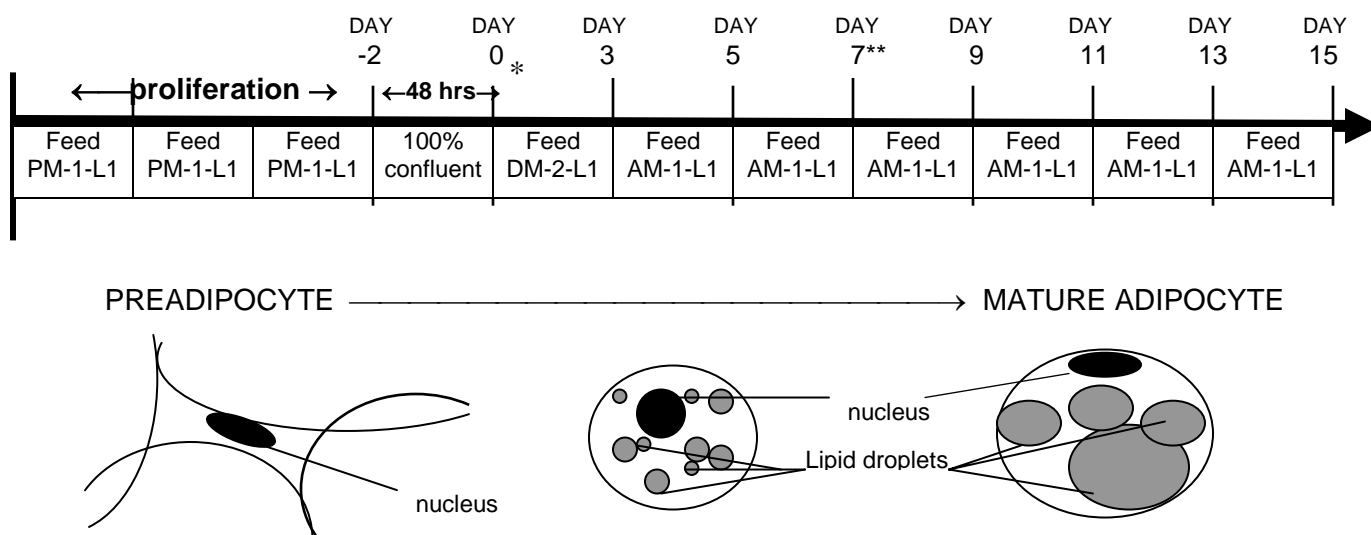 DAY DAY DAY DAY DAY DAY DAY DAY DAY
-2 0 * 3 5 7** 9 11 13 15
←proliferation→ ←48 hrs→
Feed Feed Feed 100% Feed Feed Feed Feed Feed Feed Feed
PM-1-L1 PM-1-L1 PM-1-L1 confluent DM-2-L1 AM-1-L1 AM-1-L1 AM-1-L1 AM-1-L1 AM-1-L1 AM-1-L1
PREADIPOCYTE → MATURE ADIPOCYTE
nucleus
Lipid droplets
nucleus